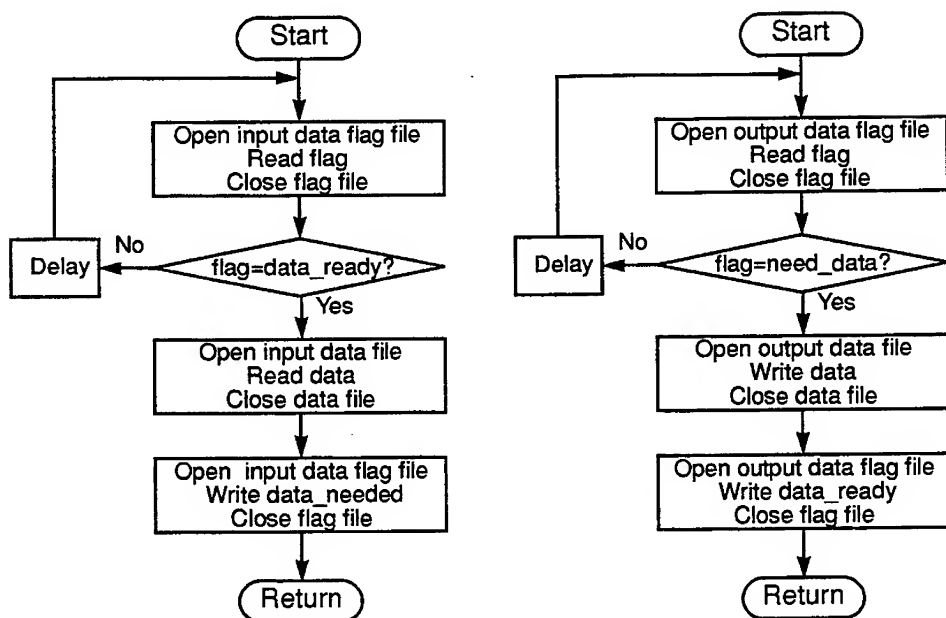 Start
Open input data flag file
Read flag
Close flag file
No
Delay
flag=data_ready?
Yes
Open input data file
Read data
Close data file
Open input data flag file
Write data_needed
Close flag file
Return
Start
Open output data flag file
Read flag
Close flag file
No
Delay
flag=need_data?
Yes
Open output data file
Write data
Close data file
Open output data flag file
Write data_ready
Close flag file
Return